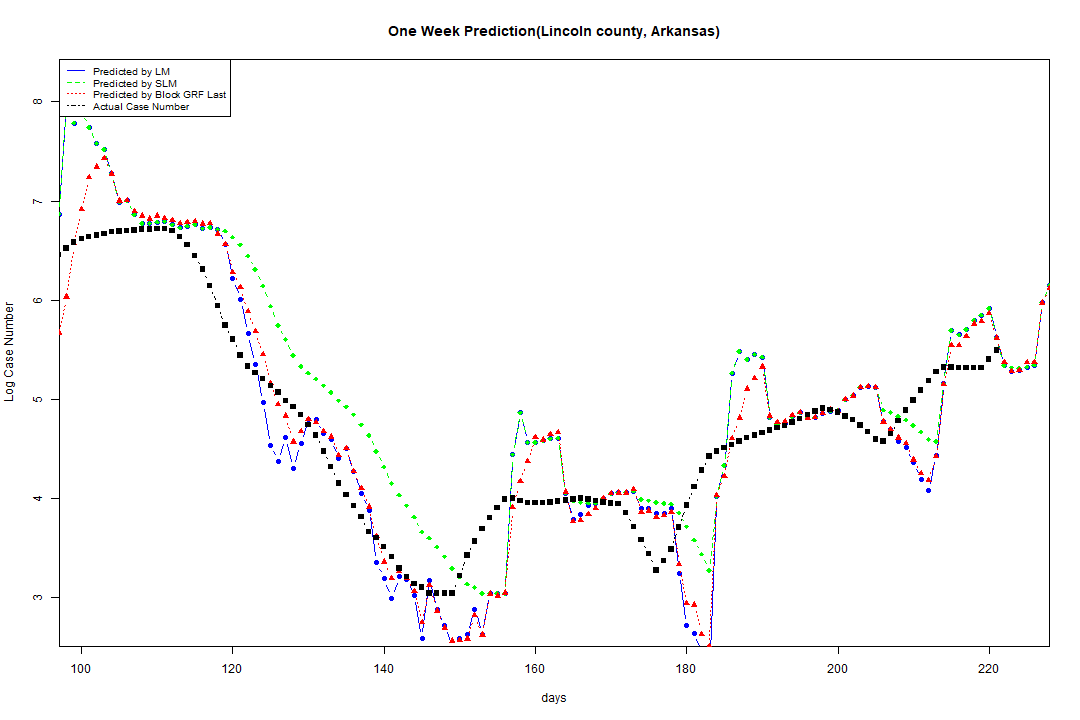 One Week Prediction(Lincoln county, Arkansas)
Predicted by LM
Predicted by SLM
Predicted by Block GRF Last
Actual Case Number
Log Case Number
8
7
6
5
4
3
100 120 140 160 180 200 220
days